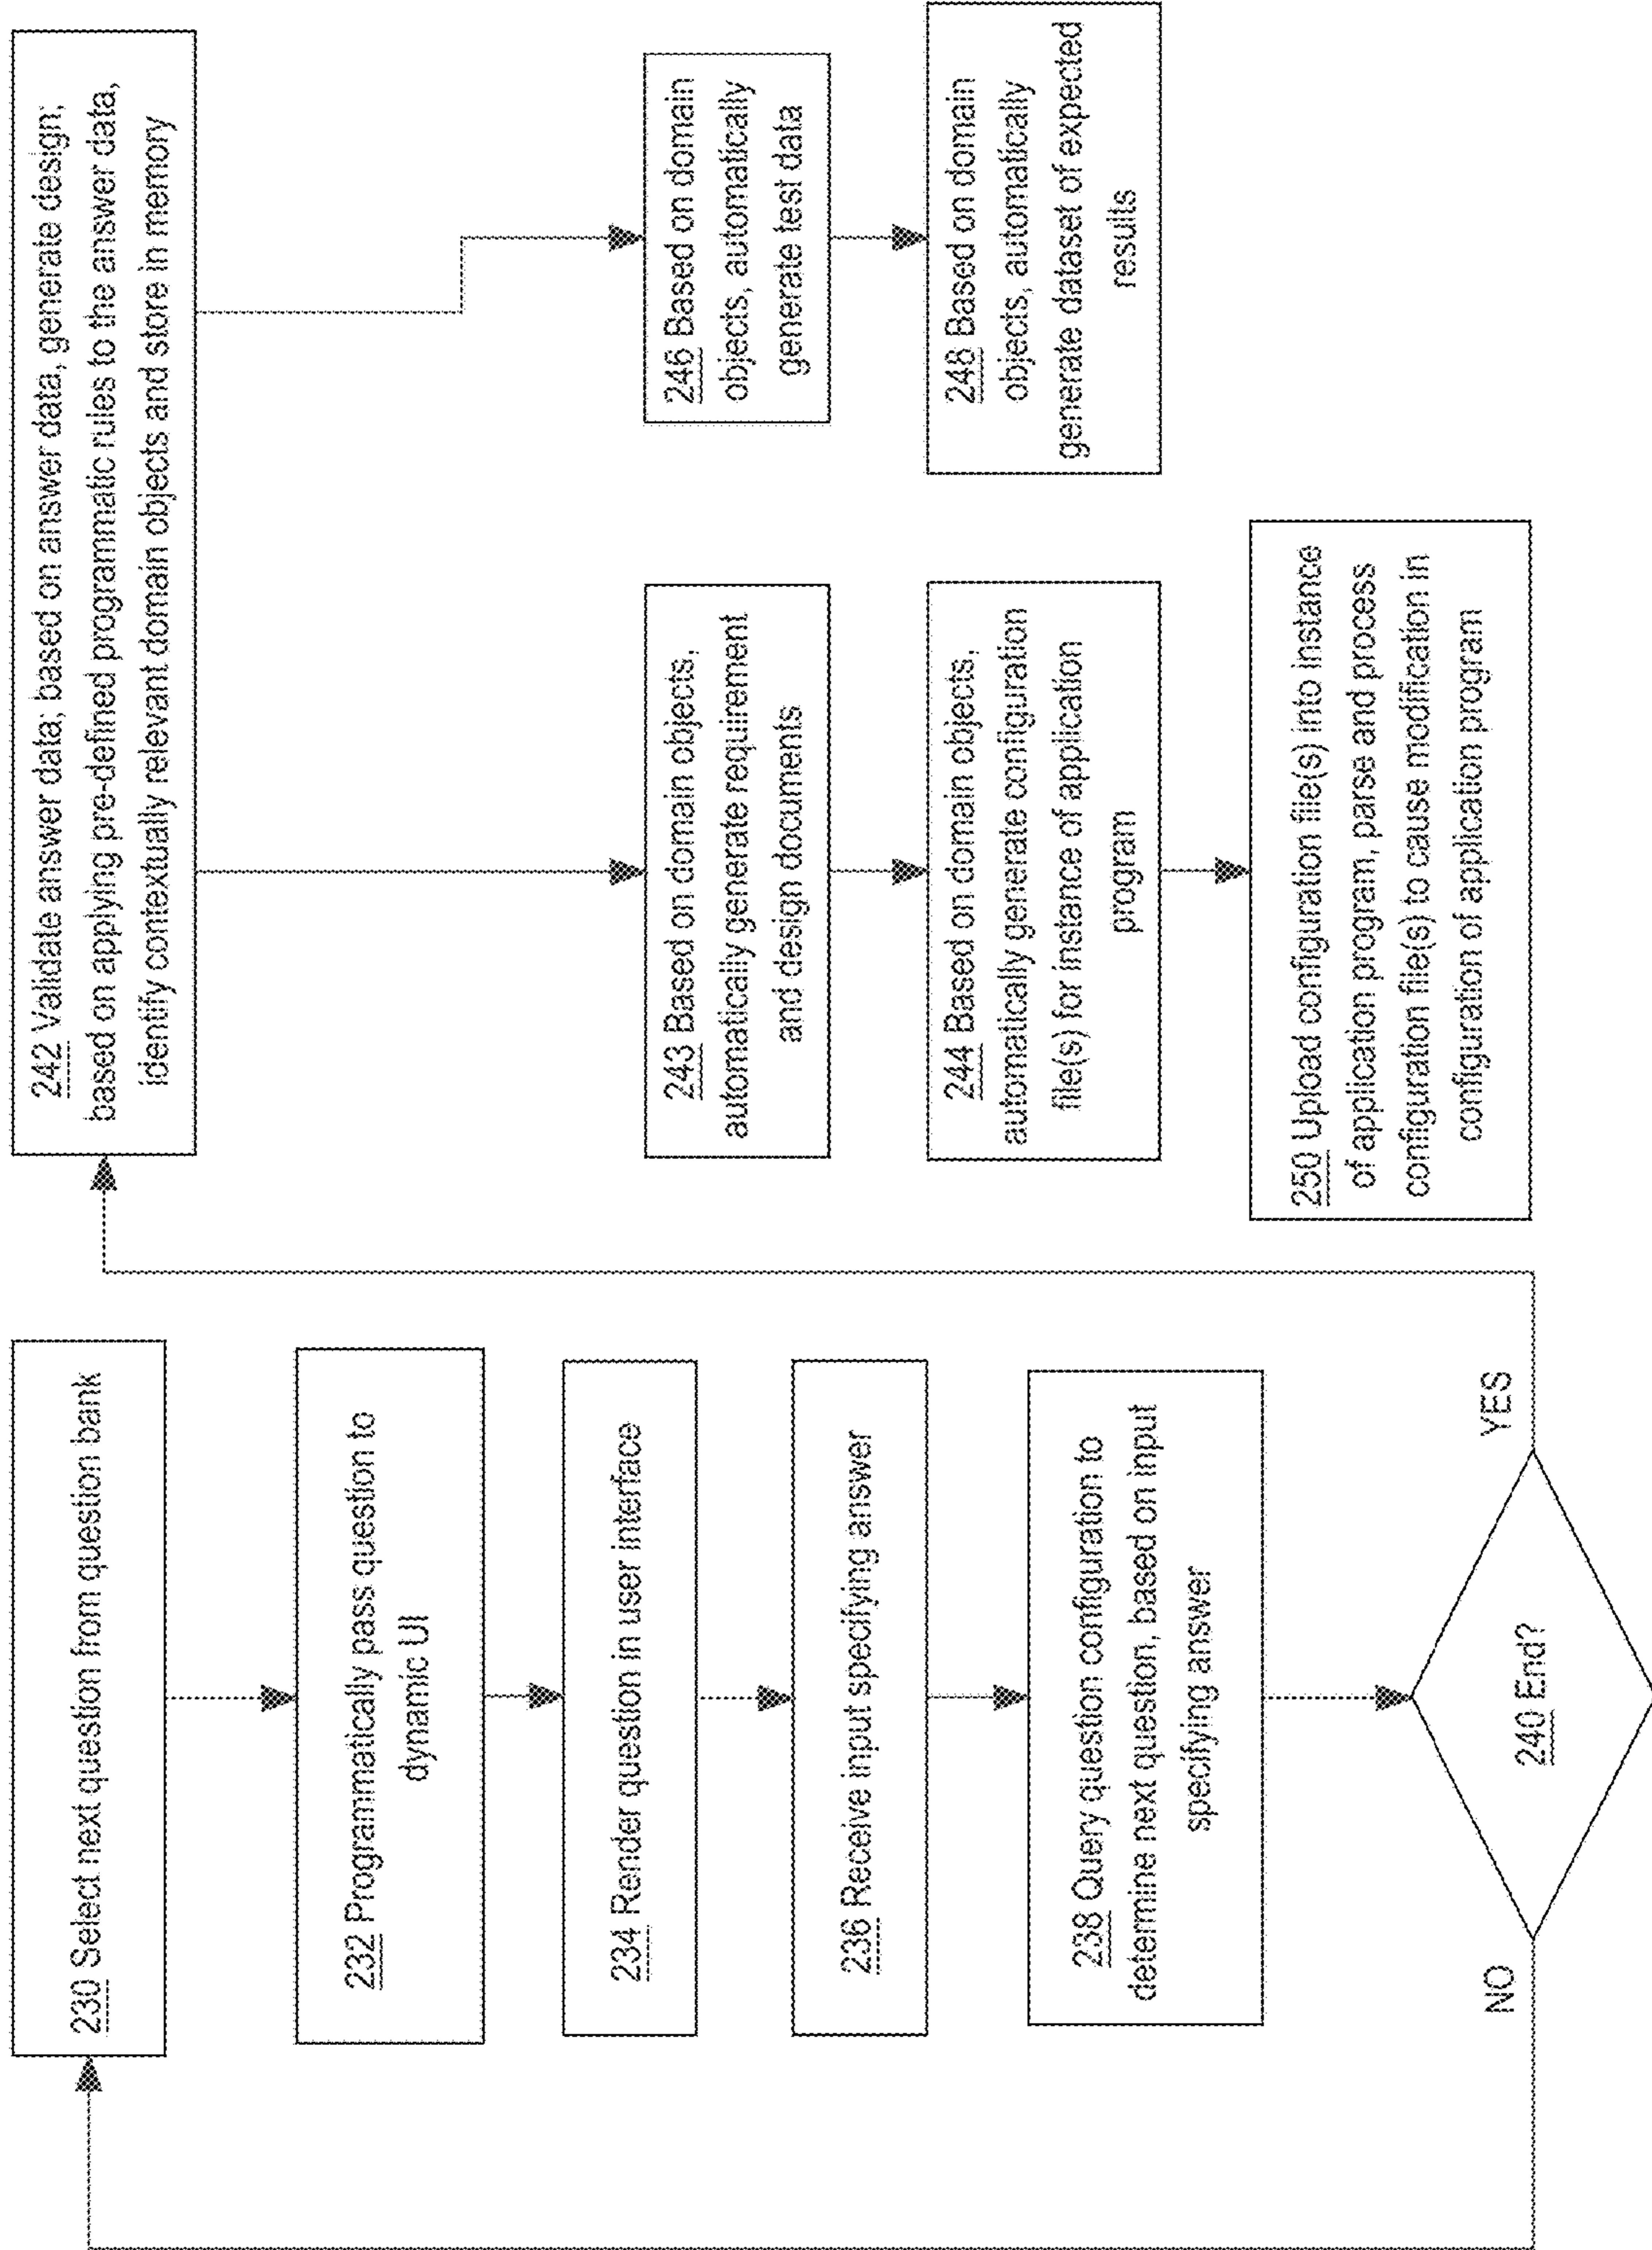 230 Select next question from question bank
232 Programmatically pass question to
dynamic UI
234 Render question in user interface
236 Receive input specifying answer
238 Query question configuration to
determine next question, based on input
specifying answer
240 End?
NO
YES
242 Validate answer data; based on answer data, generate design;
based on applying pre-defined programmatic rules to the answer data,
identify contextually relevant domain objects and store in memory
243 Based on domain objects,
automatically generate requirement
and design documents
244 Based on domain objects,
automatically generate configuration
file(s) for instance of application
program
250 Upload configuration file(s) into instance
of application program, parse and process
configuration file(s) to cause modification in
configuration of application program
246 Based on domain
objects, automatically
generate test data
248 Based on domain
objects, automatically
generate dataset of expected
results